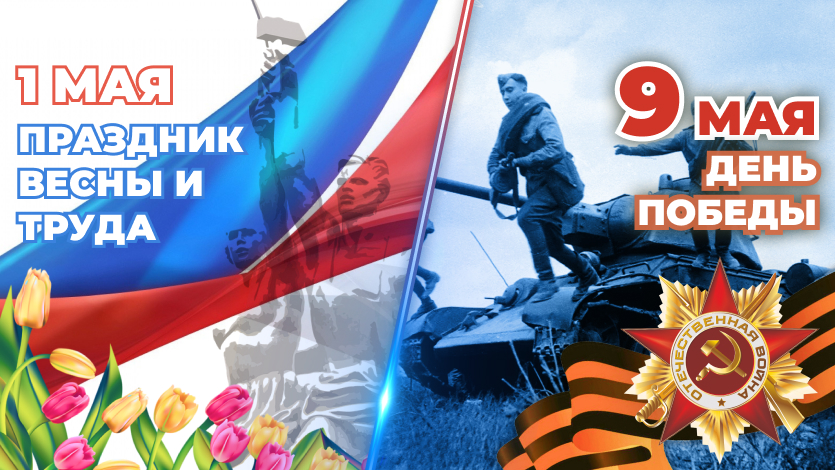 1 МАЯ
ПРАЗДНИК
ВЕСНЫ И
ТРУДА
9 МАЯ
ДЕНЬ
ПОБЕДЫ
ОТЕЧЕСТВЕННАЯ ВОЙНА